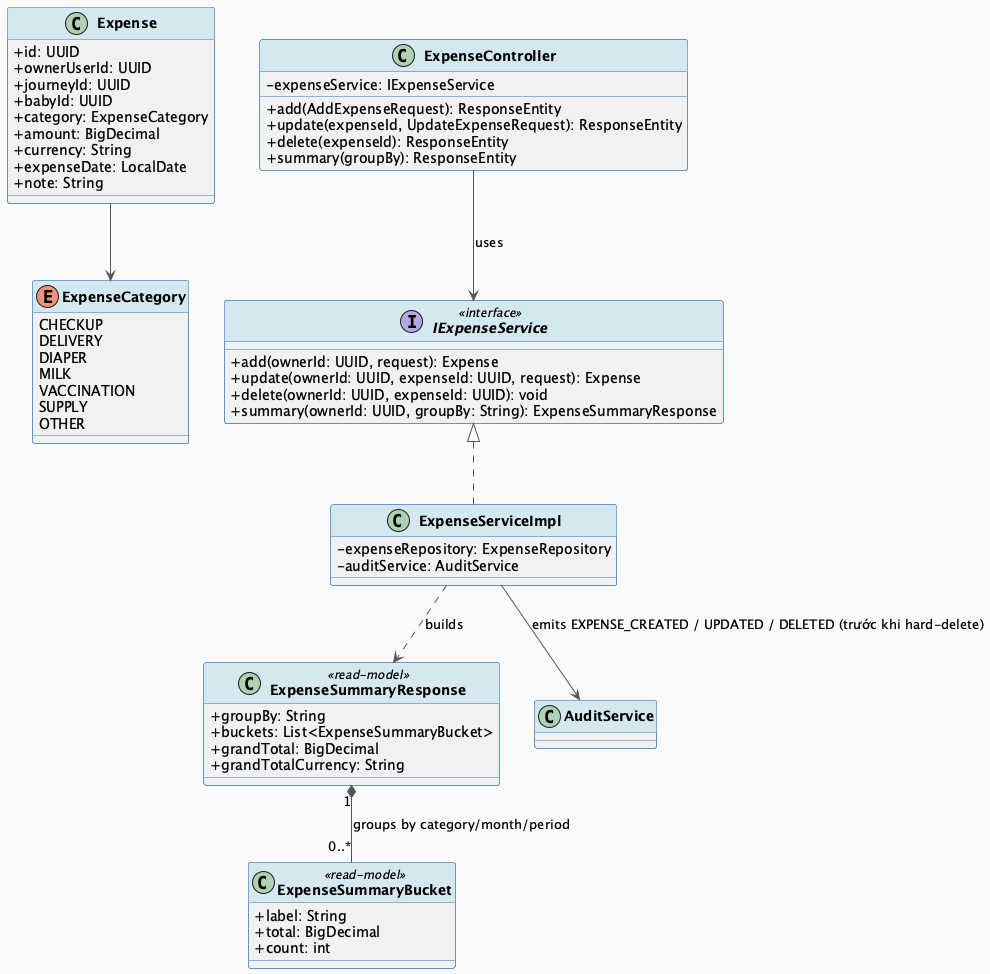 C Expense
+id: UUID
+ownerUserId: UUID
+journeyId: UUID
+babyId: UUID
+category: ExpenseCategory
+amount: BigDecimal
+currency: String
+expenseDate: LocalDate
+note: String
C ExpenseController
-expenseService: IExpenseService
+add(AddExpenseRequest): ResponseEntity
+update(expenseId, UpdateExpenseRequest): ResponseEntity
+delete(expenseId): ResponseEntity
+summary(groupBy): ResponseEntity
uses
E ExpenseCategory
CHECKUP
DELIVERY
DIAPER
MILK
VACCINATION
SUPPLY
OTHER
«interface»
I IExpenseService
+add(ownerId: UUID, request): Expense
+update(ownerId: UUID, expenseId: UUID, request): Expense
+delete(ownerId: UUID, expenseId: UUID): void
+summary(ownerId: UUID, groupBy: String): ExpenseSummaryResponse
C ExpenseServiceImpl
-expenseRepository: ExpenseRepository
-auditService: AuditService
builds
emits EXPENSE_CREATED / UPDATED / DELETED (trước khi hard-delete)
«read-model»
C ExpenseSummaryResponse
+groupBy: String
+buckets: List<ExpenseSummaryBucket>
+grandTotal: BigDecimal
+grandTotalCurrency: String
C AuditService
1
groups by category/month/period
0..*
«read-model»
C ExpenseSummaryBucket
+label: String
+total: BigDecimal
+count: int